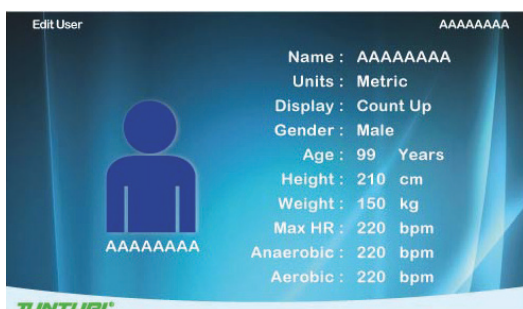 Edit User
AAAAAAAA
Name : AAAAAAAA
Units : Metric
Display : Count Up
Gender : Male
Age : 99 Years
Height : 210 cm
Weight : 150 kg
Max HR : 220 bpm
Anaerobic : 220 bpm
Aerobic : 220 bpm
AAAAAAAA
TUNTURI®